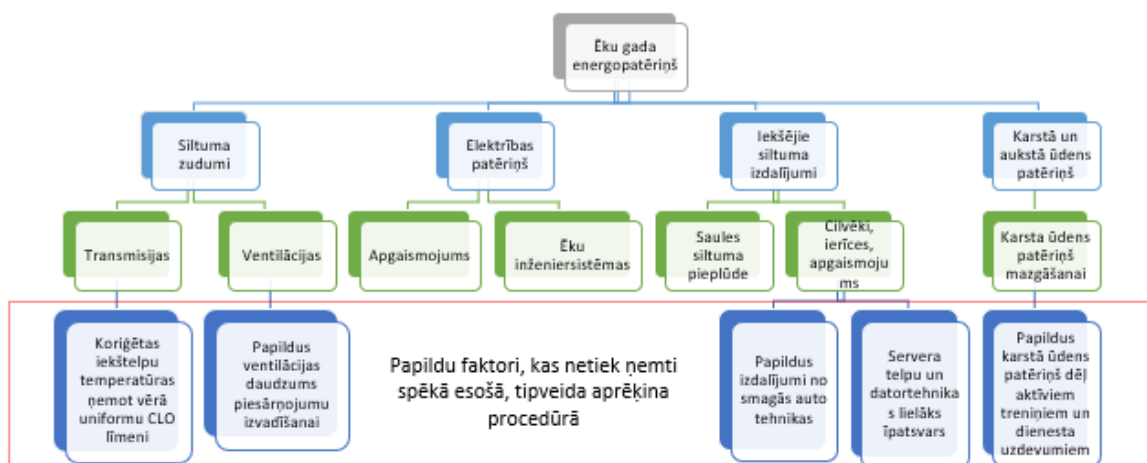 Ēku gada
energopatēriņš
Siltuma
zudumi
Elektrības
patēriņš
Iekšējie
siltuma
izdalījumi
Karstā un
aukstā ūdens
patēriņš
Transmisijas
Ventilācijas
Apgaismojums
Ēku
inženiersistēmas
Saules
siltuma
pieplūde
Cilvēki,
ierīces,
apgaismoju
ms
Karsta ūdens
patēriņš
mazgāšanai
Koriģētas
iekštelpu
temperatūras
ņemot vērā
uniformu CLO
līmeni
Papildus
ventilācijas
daudzums
piesārņojumu
izvadīšanai
Papildu faktori, kas netiek ņemti
spēkā esošā, tipveida aprēķina
procedūrā
Papildus
izdalījumi no
smagās auto
tehnikas
Servera
telpu un
datortehnika
s lielāks
īpatsvars
Papildus
karstā ūdens
patēriņš dēļ
aktīviem
treniņiem un
dienesta
uzdevumiem